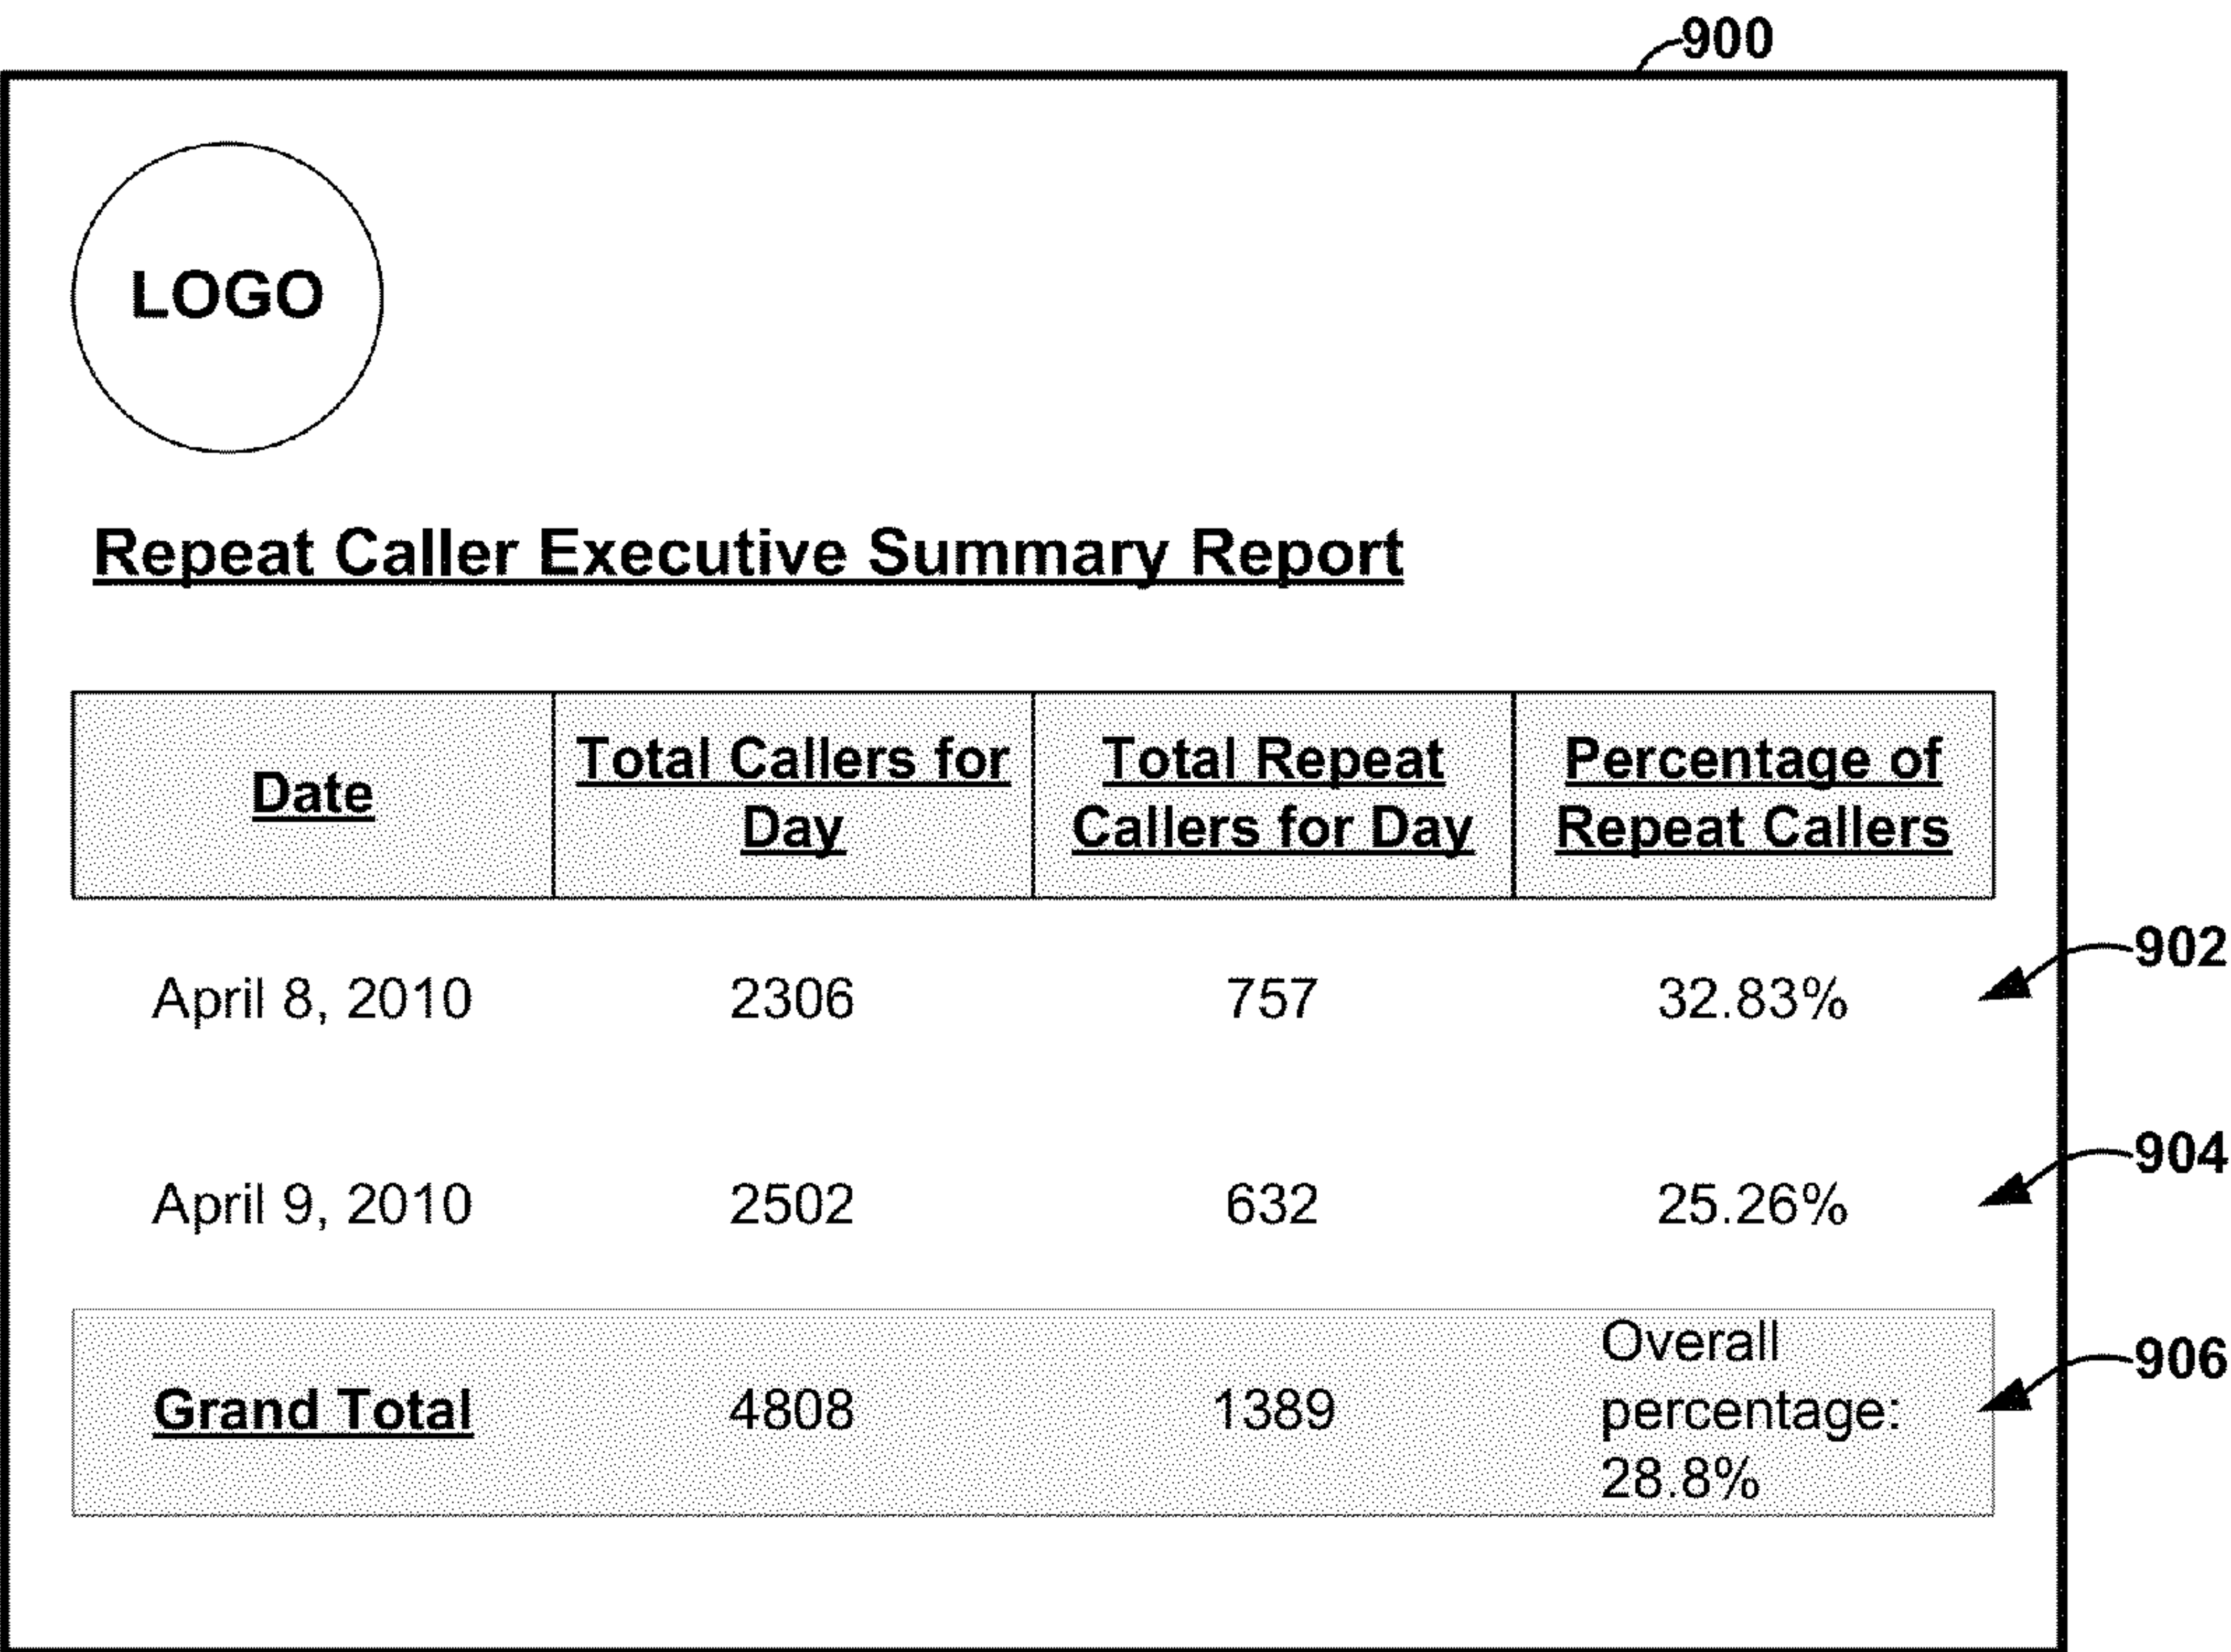 900
LOGO
Repeat Caller Executive Summary Report
Date
Total Callers for
Day
Total Repeat
Callers for Day
Percentage of
Repeat Callers
April 8, 2010 2306 757 32.83% 902
April 9, 2010 2502 632 25.26% 904
Grand Total 4808 1389 Overall
percentage:
28.8%
906